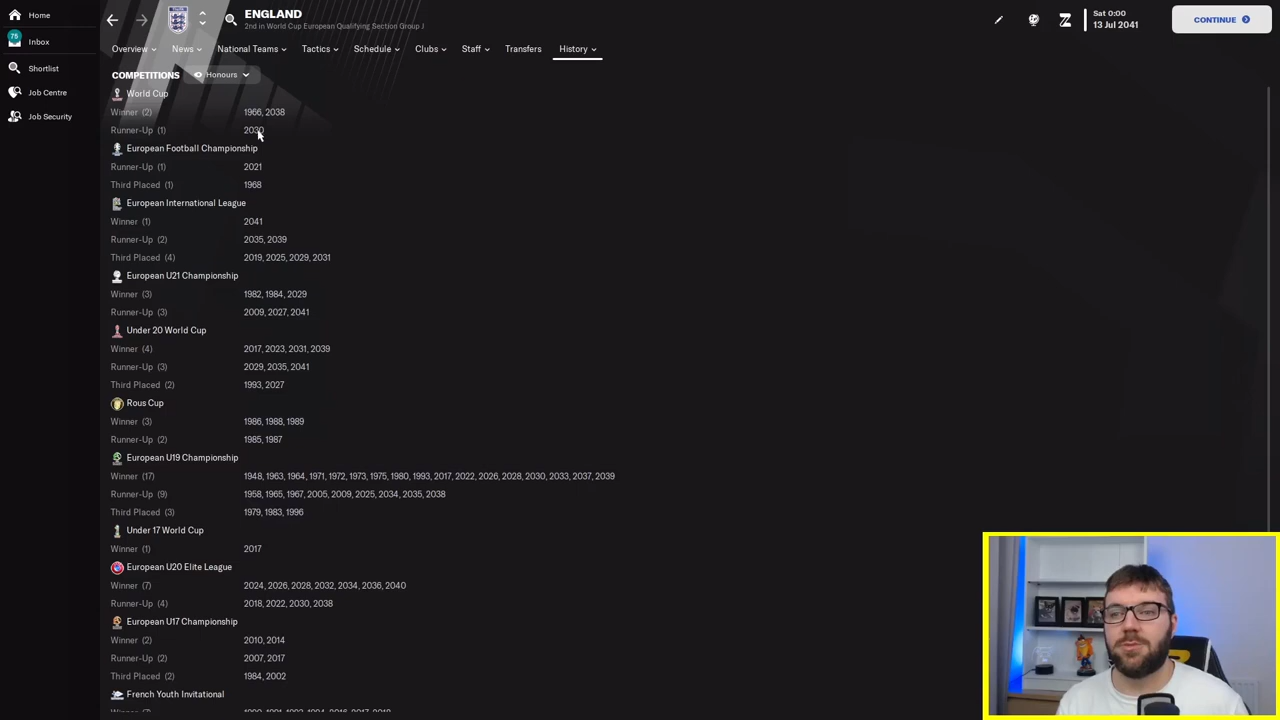 Home
75
Inbox
Shortlist
Job Centre
Job Security
ENGLAND
2nd in World Cup European Qualifying Section Group J
Sat 0:00
13 Jul 2041
CONTINUE
Overview
News
National Teams
Tactics
Schedule
Clubs
Staff
Transfers
History
COMPETITIONS
Honours
World Cup
Winner (2) 1966, 2038
Runner-Up (1) 2030
European Football Championship
Runner-Up (1) 2021
Third Placed (1) 1968
European International League
Winner (1) 2041
Runner-Up (2) 2035, 2039
Third Placed (4) 2019, 2025, 2029, 2031
European U21 Championship
Winner (3) 1982, 1984, 2029
Runner-Up (3) 2009, 2027, 2041
Under 20 World Cup
Winner (4) 2017, 2023, 2031, 2039
Runner-Up (3) 2029, 2035, 2041
Third Placed (2) 1993, 2027
Rous Cup
Winner (3) 1986, 1988, 1989
Runner-Up (2) 1985, 1987
European U19 Championship
Winner (17) 1948, 1963, 1964, 1971, 1972, 1973, 1975, 1980, 1993, 2017, 2022, 2026, 2028, 2030, 2033, 2037, 2039
Runner-Up (9) 1958, 1965, 1967, 2005, 2009, 2025, 2034, 2035, 2038
Third Placed (3) 1979, 1983, 1996
Under 17 World Cup
Winner (1) 2017
European U20 Elite League
Winner (7) 2024, 2026, 2028, 2032, 2034, 2036, 2040
Runner-Up (4) 2018, 2022, 2030, 2038
European U17 Championship
Winner (2) 2010, 2014
Runner-Up (2) 2007, 2017
Third Placed (2) 1984, 2002
French Youth Invitational